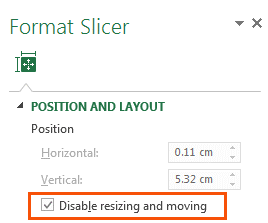 Format Slicer
POSITION AND LAYOUT
Position
Horizontal: 0.11 cm
Vertical: 5.32 cm
Disable resizing and moving